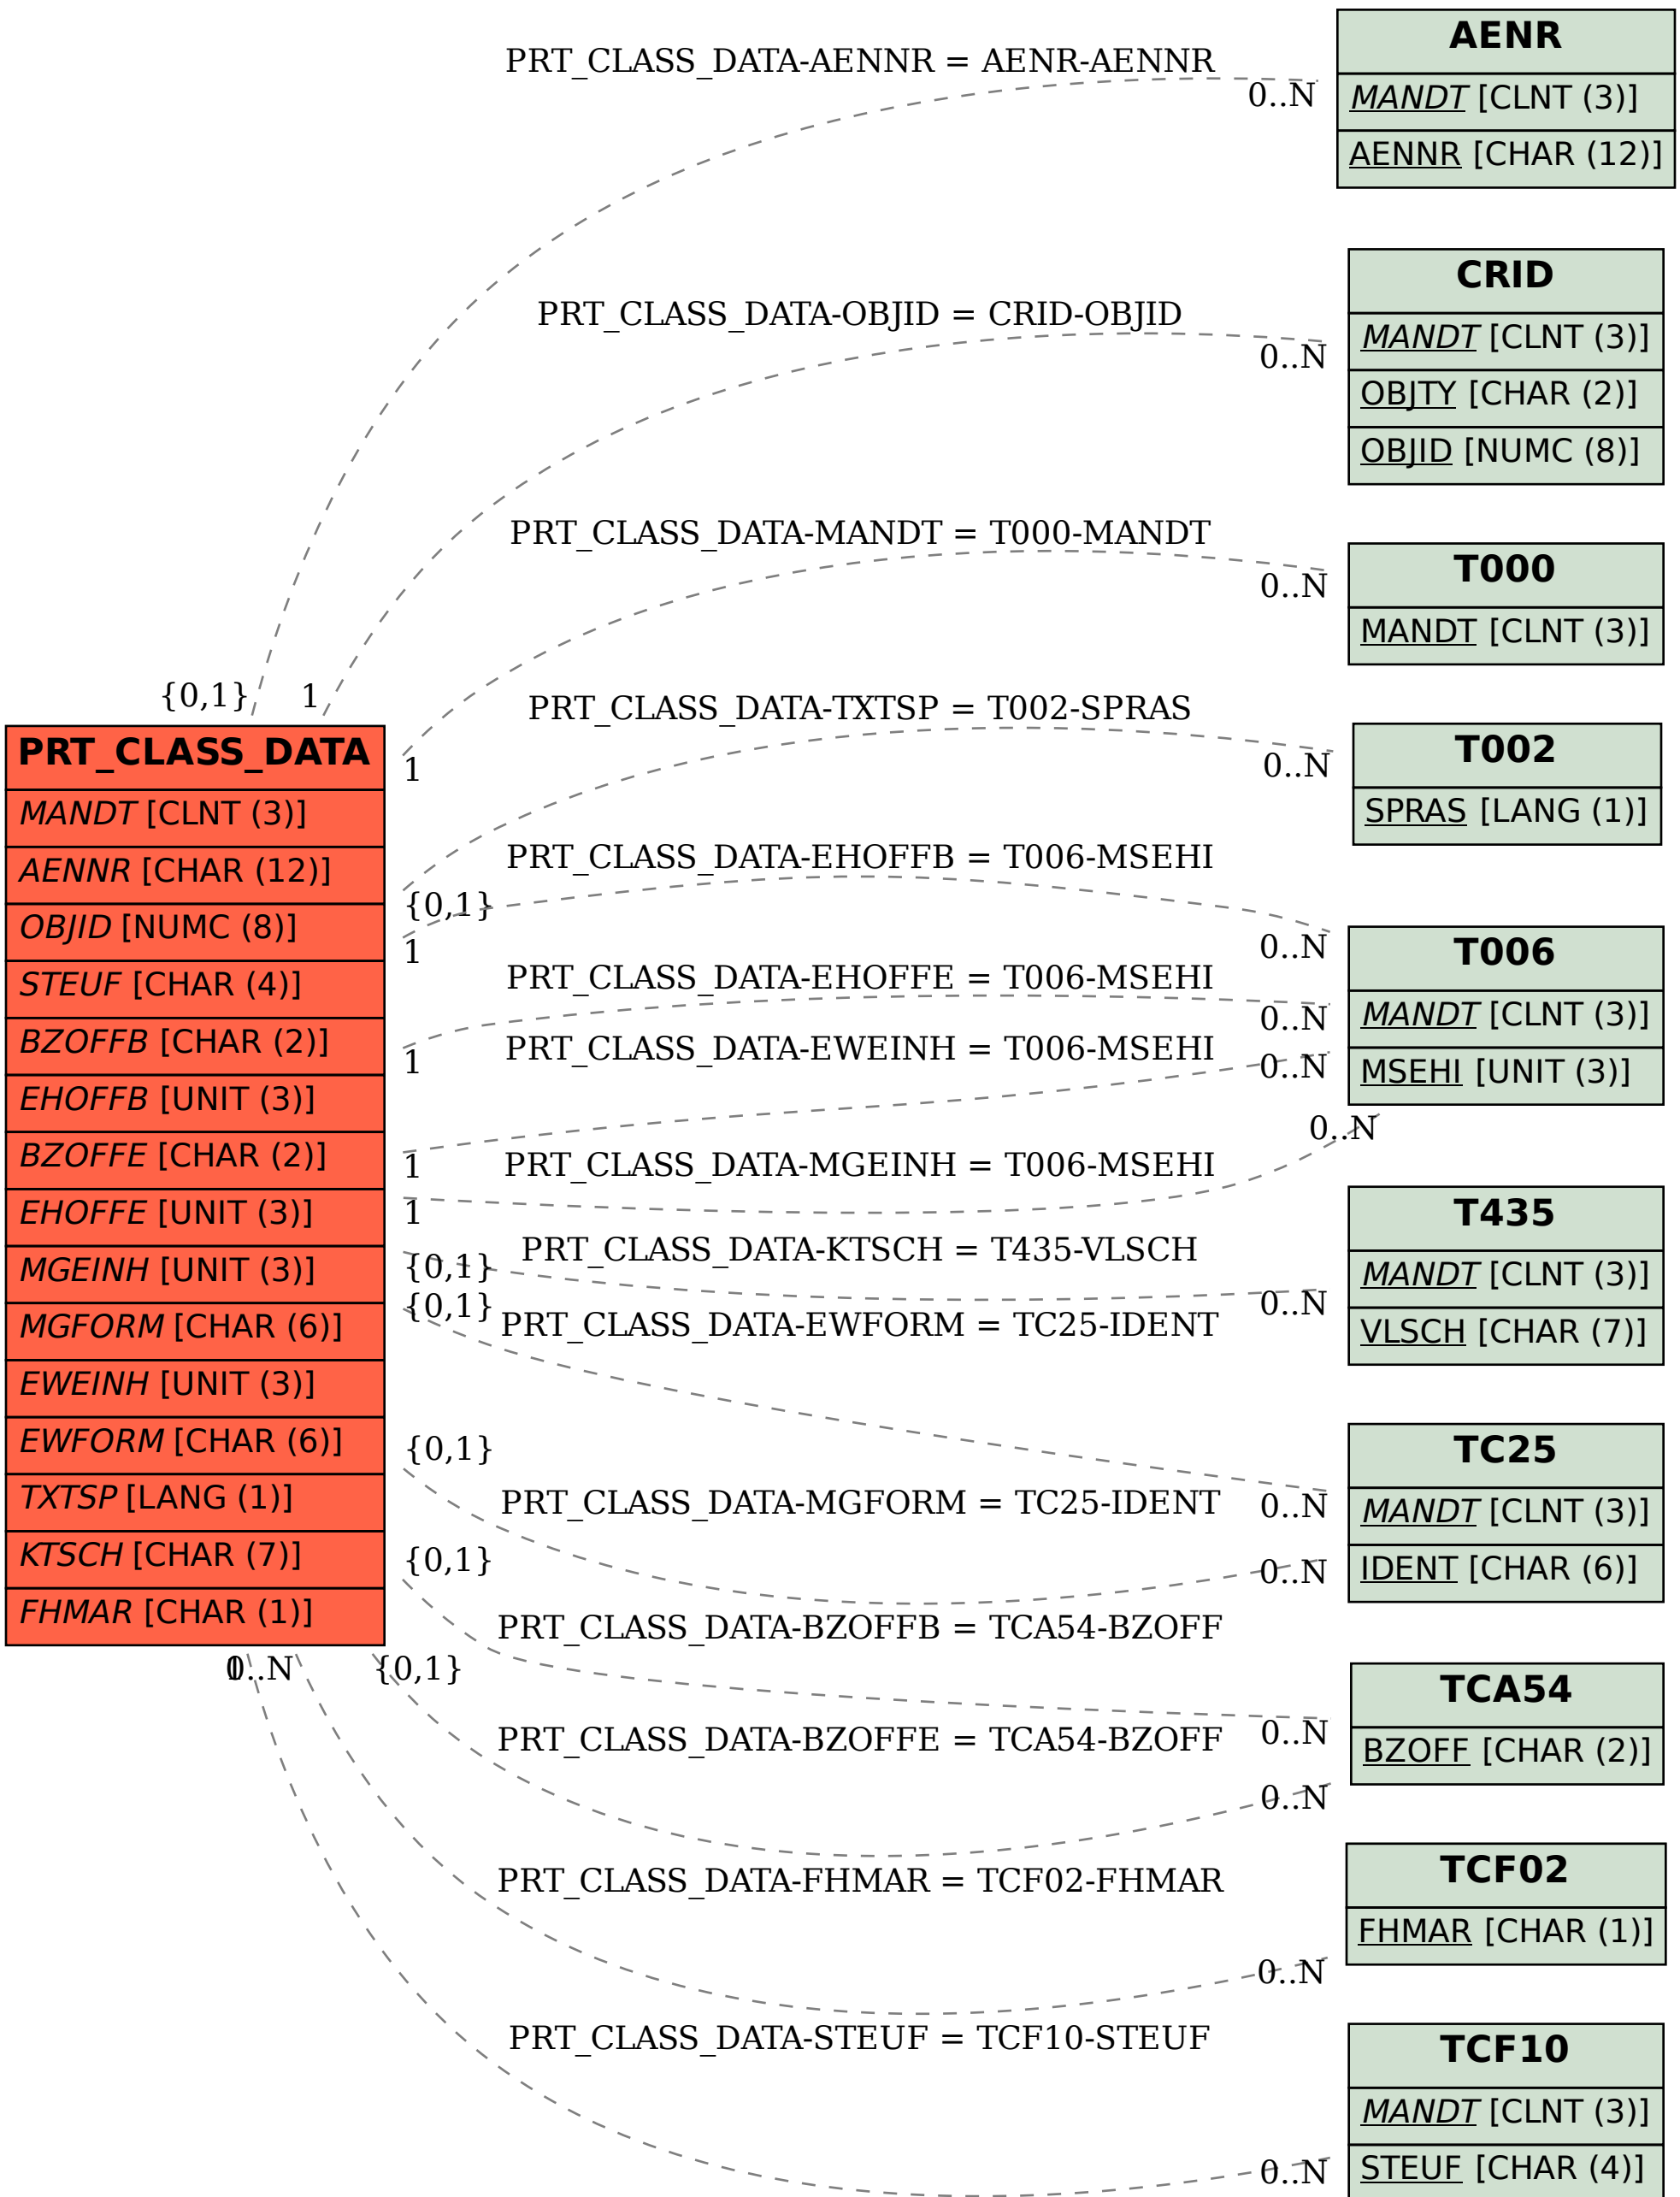 PRT_CLASS_DATA-AENNR = AENR-AENNR
0..N
{0,1}
AENR
MANDT [CLNT (3)]
AENNR [CHAR (12)]
PRT_CLASS_DATA-OBJID = CRID-OBJID
0..N
1
CRID
MANDT [CLNT (3)]
OBJTY [CHAR (2)]
OBJID [NUMC (8)]
PRT_CLASS_DATA-MANDT = T000-MANDT
0..N
1
T000
MANDT [CLNT (3)]
PRT_CLASS_DATA
MANDT [CLNT (3)]
AENNR [CHAR (12)]
OBJID [NUMC (8)]
STEUF [CHAR (4)]
BZOFFB [CHAR (2)]
EHOFFB [UNIT (3)]
BZOFFE [CHAR (2)]
EHOFFE [UNIT (3)]
MGEINH [UNIT (3)]
MGFORM [CHAR (6)]
EWEINH [UNIT (3)]
EWFORM [CHAR (6)]
TXTSP [LANG (1)]
KTSCH [CHAR (7)]
FHMAR [CHAR (1)]
PRT_CLASS_DATA-TXTSP = T002-SPRAS
0..N
{0,1}
T002
SPRAS [LANG (1)]
PRT_CLASS_DATA-EHOFFB = T006-MSEHI
0..N
1
PRT_CLASS_DATA-EHOFFE = T006-MSEHI
0..N
1
PRT_CLASS_DATA-EWEINH = T006-MSEHI
0..N
1
PRT_CLASS_DATA-MGEINH = T006-MSEHI
0..N
1
T006
MANDT [CLNT (3)]
MSEHI [UNIT (3)]
PRT_CLASS_DATA-KTSCH = T435-VLSCH
0..N
{0,1}
T435
MANDT [CLNT (3)]
VLSCH [CHAR (7)]
PRT_CLASS_DATA-EWFORM = TC25-IDENT
0..N
{0,1}
PRT_CLASS_DATA-MGFORM = TC25-IDENT
0..N
{0,1}
TC25
MANDT [CLNT (3)]
IDENT [CHAR (6)]
PRT_CLASS_DATA-BZOFFB = TCA54-BZOFF
0..N
{0,1}
PRT_CLASS_DATA-BZOFFE = TCA54-BZOFF
0..N
{0,1}
TCA54
BZOFF [CHAR (2)]
PRT_CLASS_DATA-FHMAR = TCF02-FHMAR
0..N
0..N
TCF02
FHMAR [CHAR (1)]
PRT_CLASS_DATA-STEUF = TCF10-STEUF
0..N
1
TCF10
MANDT [CLNT (3)]
STEUF [CHAR (4)]